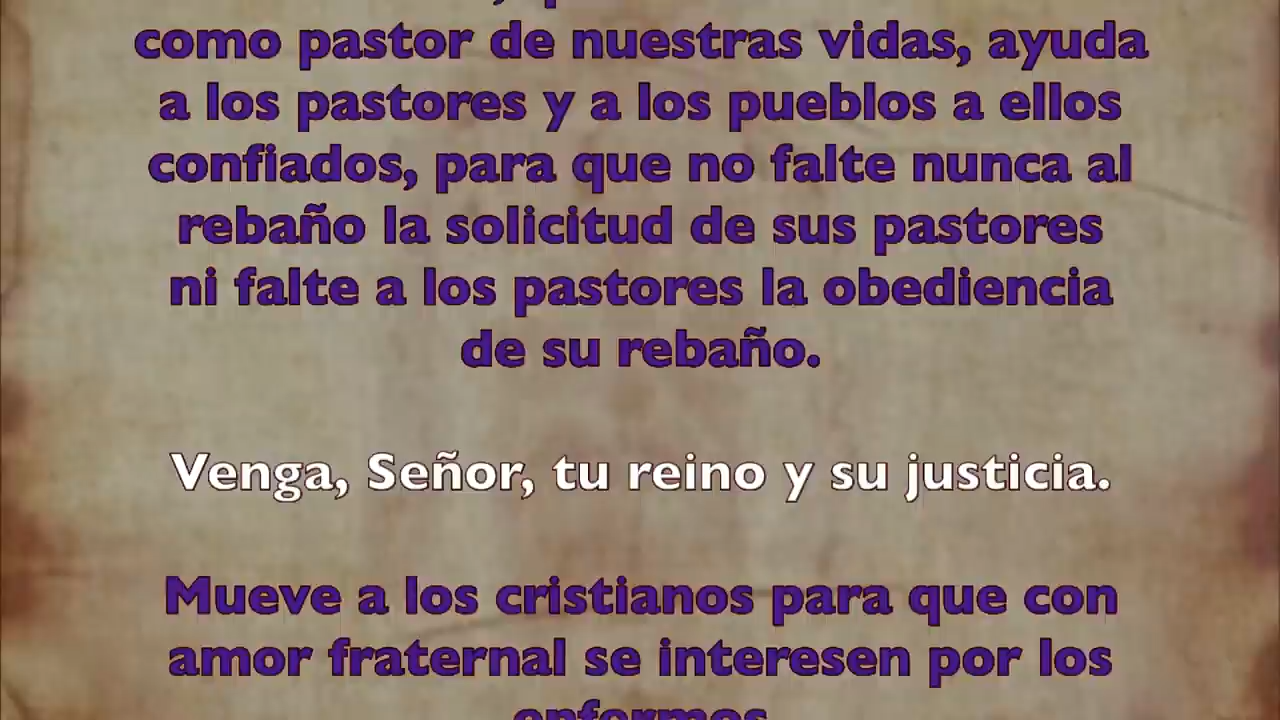 como pastor de nuestras vidas, ayuda
a los pastores y a los pueblos a ellos
confiados, para que no falte nunca al
rebaño la solicitud de sus pastores
ni falte a los pastores la obediencia
de su rebaño.
Venga, Señor, tu reino y su justicia.
Mueve a los cristianos para que con
amor fraternal se interesen por los
enfermos